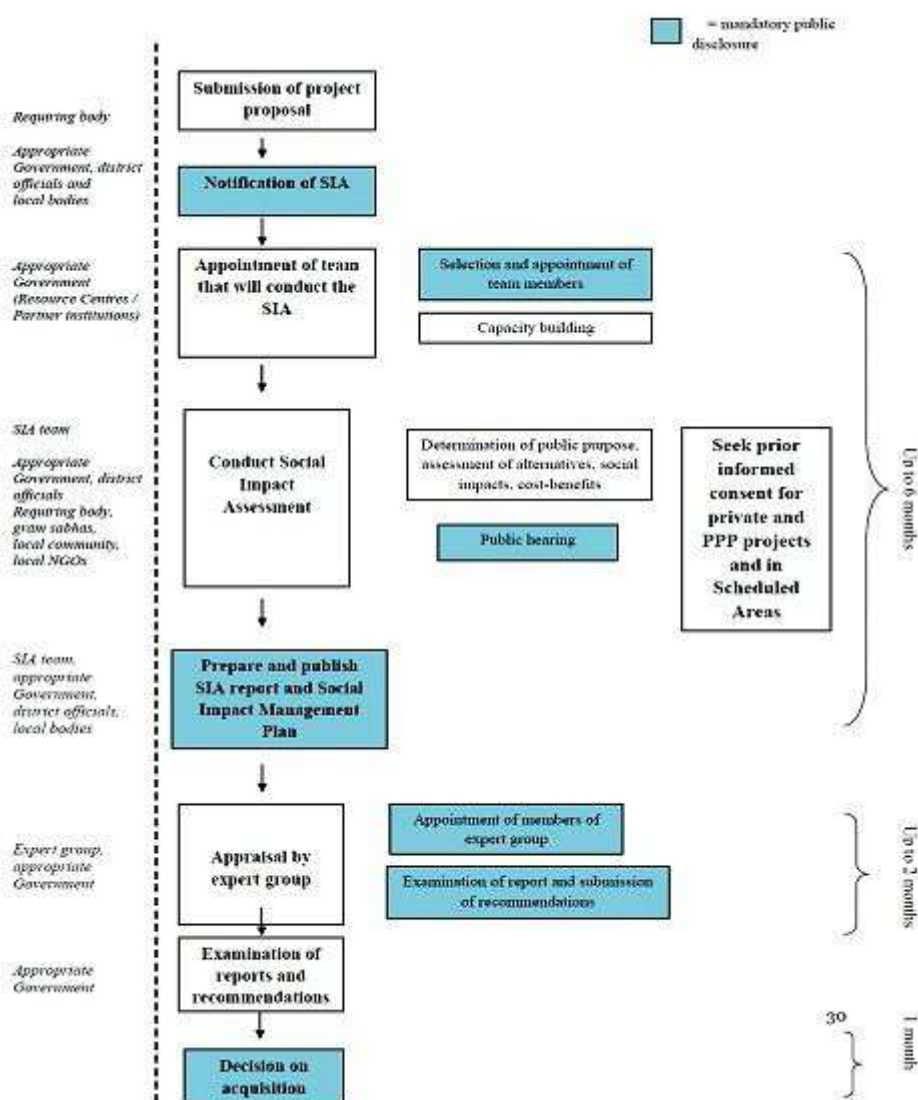 = mandatory public
disclosure
Submission of project
proposal
Requiring body
Appropriate
Government, district
officials and
local bodies
Notification of SIA
Appropriate
Government
(Resource Centres /
Partner institutions)
Appointment of team
that will conduct the
SIA
Selection and appointment of
team members
Capacity building
SIA team
Appropriate
Government, district
officials
Requiring body,
gram sabhas,
local community,
local NGOs
Conduct Social
Impact
Assessment
Determination of public purpose,
assessment of alternatives, social
impacts, cost-benefits
Public hearing
Seek prior
informed
consent for
private and
PPP projects
and in
Scheduled
Areas
Up to 6 months
SIA team,
appropriate
Government,
district officials,
local bodies
Prepare and publish
SIA report and Social
Impact Management
Plan
Expert group,
appropriate
Government
Appraisal by
expert group
Appointment of members of
expert group
Examination of report and submission
of recommendations
Up to 2 months
Appropriate
Government
Examination of
reports and
recommendations
30
1 month
Decision on
acquisition